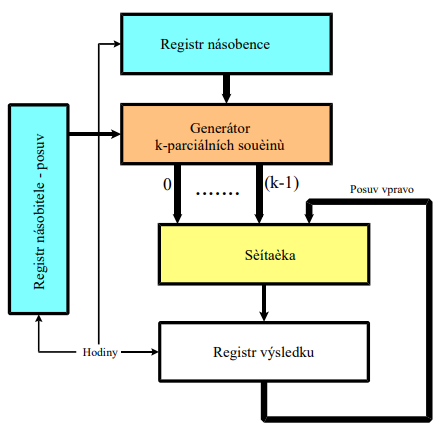 Registr násobence
Generátor
k-parciálních souèinù
Registr násobitele - posuv
0
.......
(k-1)
Posuv vpravo
Sèítaèka
Hodiny
Registr výsledku